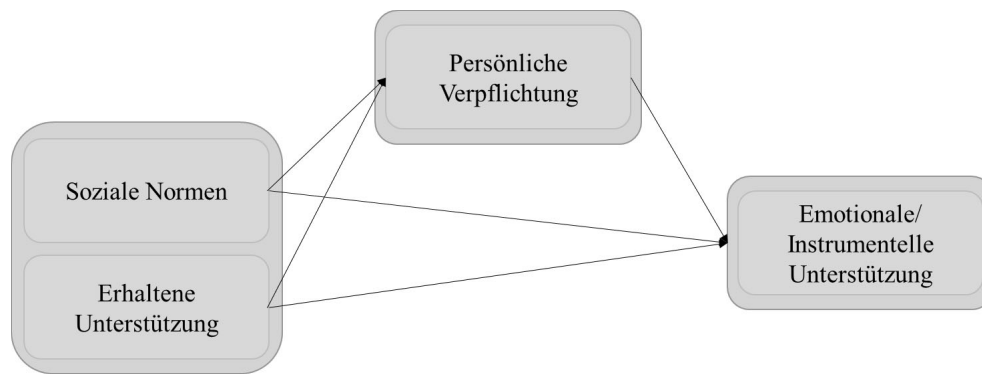 Persönliche
Verpflichtung
Soziale Normen
Erhaltene
Unterstützung
Emotionale/
Instrumentelle
Unterstützung